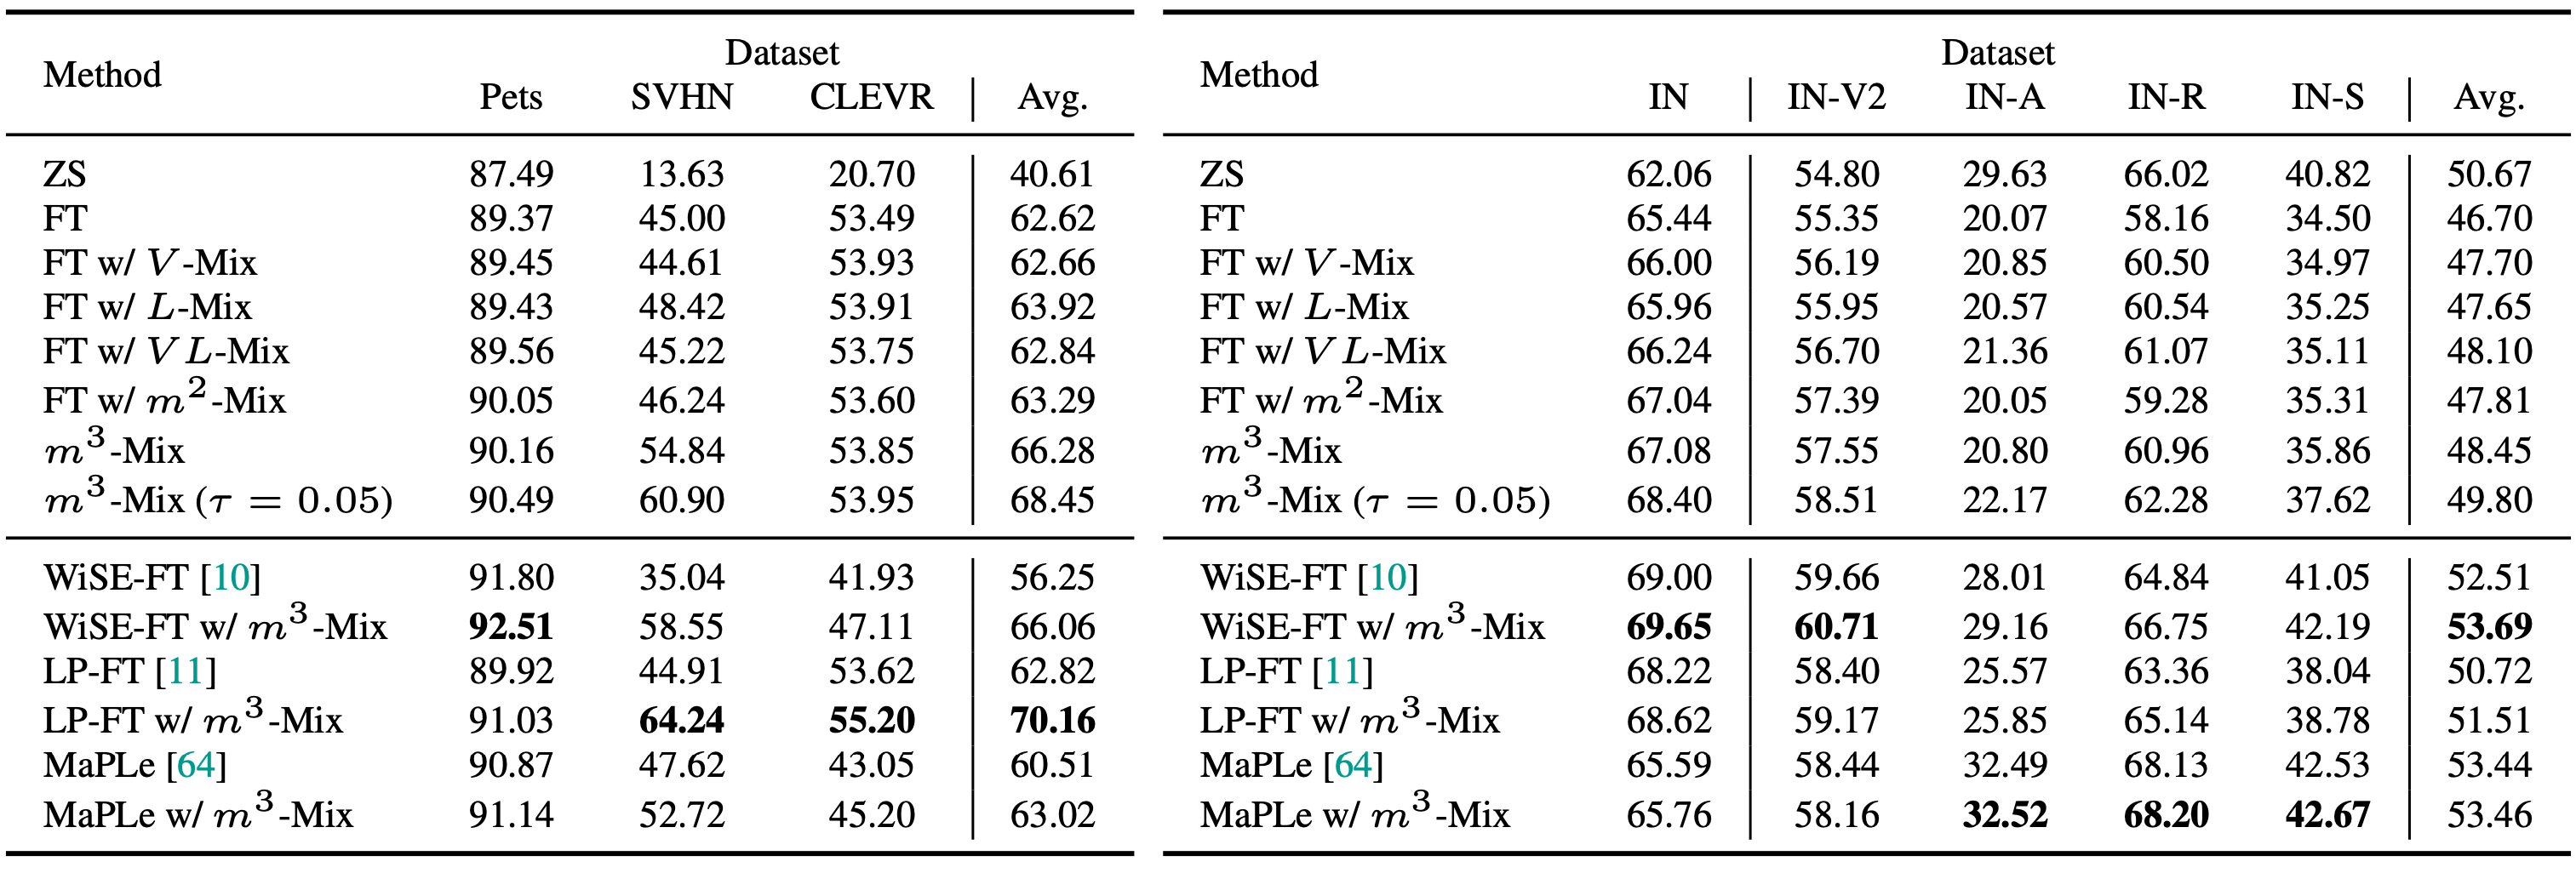 Method Dataset
Pets SVHN CLEVR Avg.
ZS 87.49 13.63 20.70 40.61
FT 89.37 45.00 53.49 62.62
FT w/ V-Mix 89.45 44.61 53.93 62.66
FT w/ L-Mix 89.43 48.42 53.91 63.92
FT w/ VL-Mix 89.56 45.22 53.75 62.84
FT w/ m²-Mix 90.05 46.24 53.60 63.29
m³-Mix 90.16 54.84 53.85 66.28
m³-Mix (τ = 0.05) 90.49 60.90 53.95 68.45
WiSE-FT [10] 91.80 35.04 41.93 56.25
WiSE-FT w/ m³-Mix 92.51 58.55 47.11 66.06
LP-FT [11] 89.92 44.91 53.62 62.82
LP-FT w/ m³-Mix 91.03 64.24 55.20 70.16
MaPLe [64] 90.87 47.62 43.05 60.51
MaPLe w/ m³-Mix 91.14 52.72 45.20 63.02
Method Dataset
IN IN-V2 IN-A IN-R IN-S Avg.
ZS 62.06 54.80 29.63 66.02 40.82 50.67
FT 65.44 55.35 20.07 58.16 34.50 46.70
FT w/ V-Mix 66.00 56.19 20.85 60.50 34.97 47.70
FT w/ L-Mix 65.96 55.95 20.57 60.54 35.25 47.65
FT w/ VL-Mix 66.24 56.70 21.36 61.07 35.11 48.10
FT w/ m²-Mix 67.04 57.39 20.05 59.28 35.31 47.81
m³-Mix 67.08 57.55 20.80 60.96 35.86 48.45
m³-Mix (τ = 0.05) 68.40 58.51 22.17 62.28 37.62 49.80
WiSE-FT [10] 69.00 59.66 28.01 64.84 41.05 52.51
WiSE-FT w/ m³-Mix 69.65 60.71 29.16 66.75 42.19 53.69
LP-FT [11] 68.22 58.40 25.57 63.36 38.04 50.72
LP-FT w/ m³-Mix 68.62 59.17 25.85 65.14 38.78 51.51
MaPLe [64] 65.59 58.44 32.49 68.13 42.53 53.44
MaPLe w/ m³-Mix 65.76 58.16 32.52 68.20 42.67 53.46